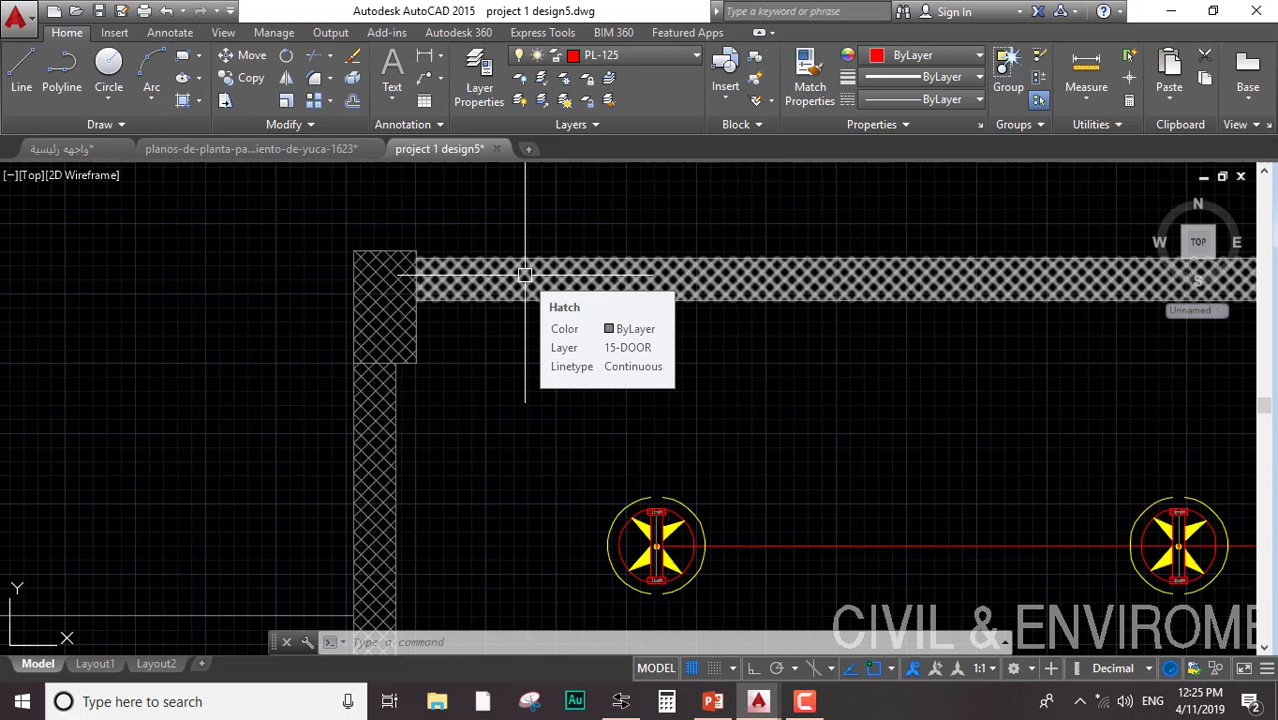 Autodesk AutoCAD 2015 project 1 design5.dwg
Type a keyword or phrase
Sign In
Home Insert Annotate View Manage Output Add-ins Autodesk 360 Express Tools BIM 360 Featured Apps
Line Polyline Circle Arc
Move
Copy
Text
Layer
Properties
PL-125
Insert
Match
Properties
ByLayer
ByLayer
ByLayer
Group
Measure
Paste
Base
Draw Modify Annotation Layers Block Properties Groups Utilities Clipboard View
واجهه رئيسية*
planos-de-planta-pa...iento-de-yuca-1623*
project 1 design5*
[−][Top][2D Wireframe]
N
W TOP E
S
Unnamed
Hatch
Color ByLayer
Layer 15-DOOR
Linetype Continuous
CIVIL & ENVIROME
Y
X
Type a command
Model Layout1 Layout2
MODEL
1:1
Decimal
Type here to search
Au
ENG
12:25 PM
4/11/2019
2